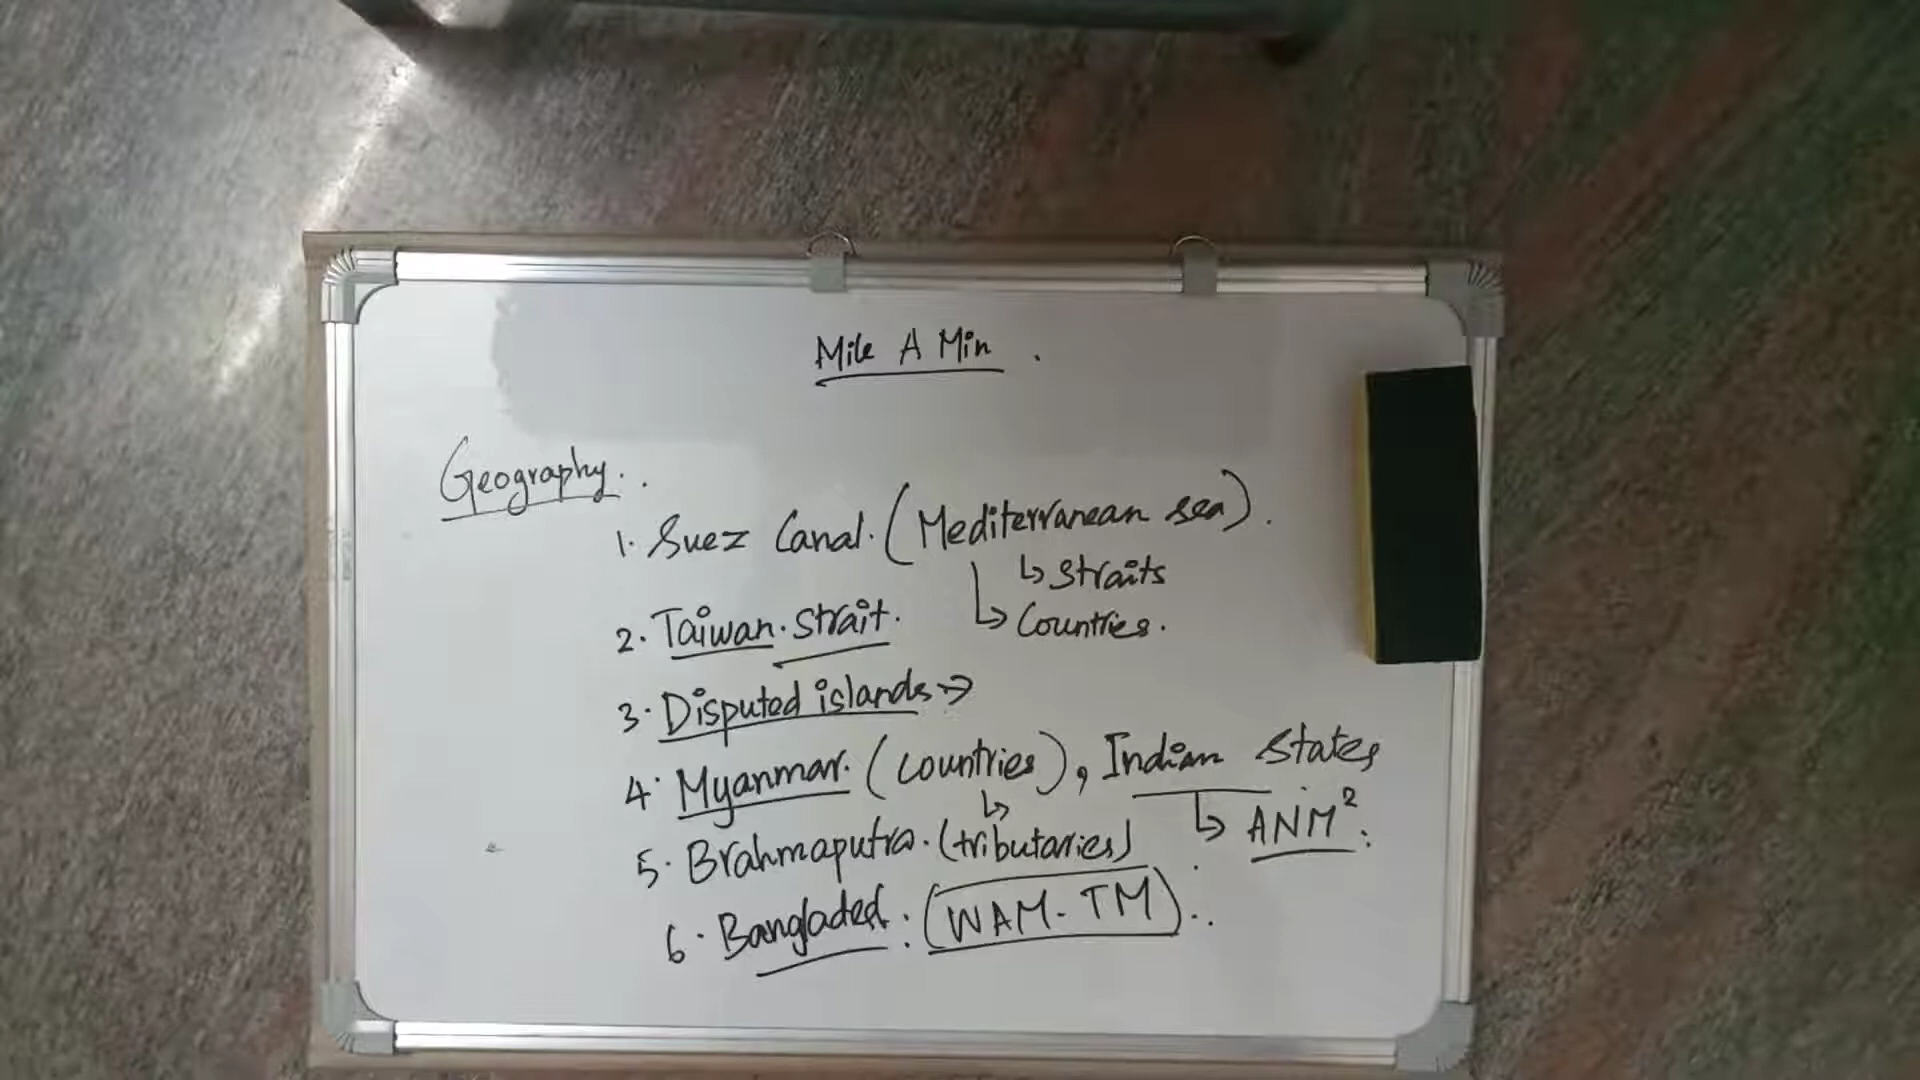 Mile A Min .
Geography. .
1. Suez Canal. (Mediterranean sea).
↳ Straits
↳ Countries.
2. Taiwan. Strait.
3. Disputed islands →
4. Myanmar. (Countries), Indian States
↳ ANM²:
5. Brahmaputra. (tributaries)
6. Bangladesh. : (WAM-TM)..